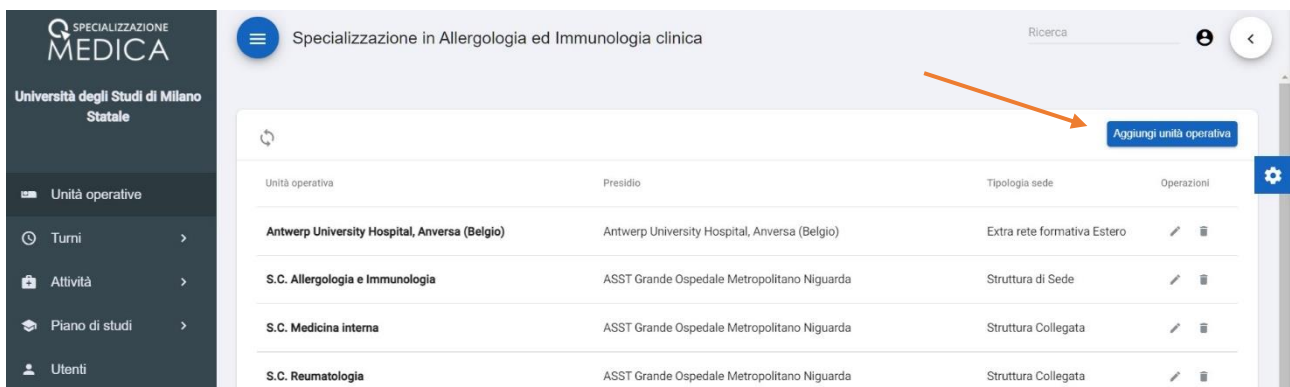 SPECIALIZZAZIONE
MEDICA
Università degli Studi di Milano
Statale
Unità operative
Turni
Attività
Piano di studi
Utenti
Specializzazione in Allergologia ed Immunologia clinica
Ricerca
Aggiungi unità operativa
Unità operativa Presidio Tipologia sede Operazioni
Antwerp University Hospital, Anversa (Belgio) Antwerp University Hospital, Anversa (Belgio) Extra rete formativa Estero
S.C. Allergologia e Immunologia ASST Grande Ospedale Metropolitano Niguarda Struttura di Sede
S.C. Medicina interna ASST Grande Ospedale Metropolitano Niguarda Struttura Collegata
S.C. Reumatologia ASST Grande Ospedale Metropolitano Niguarda Struttura Collegata